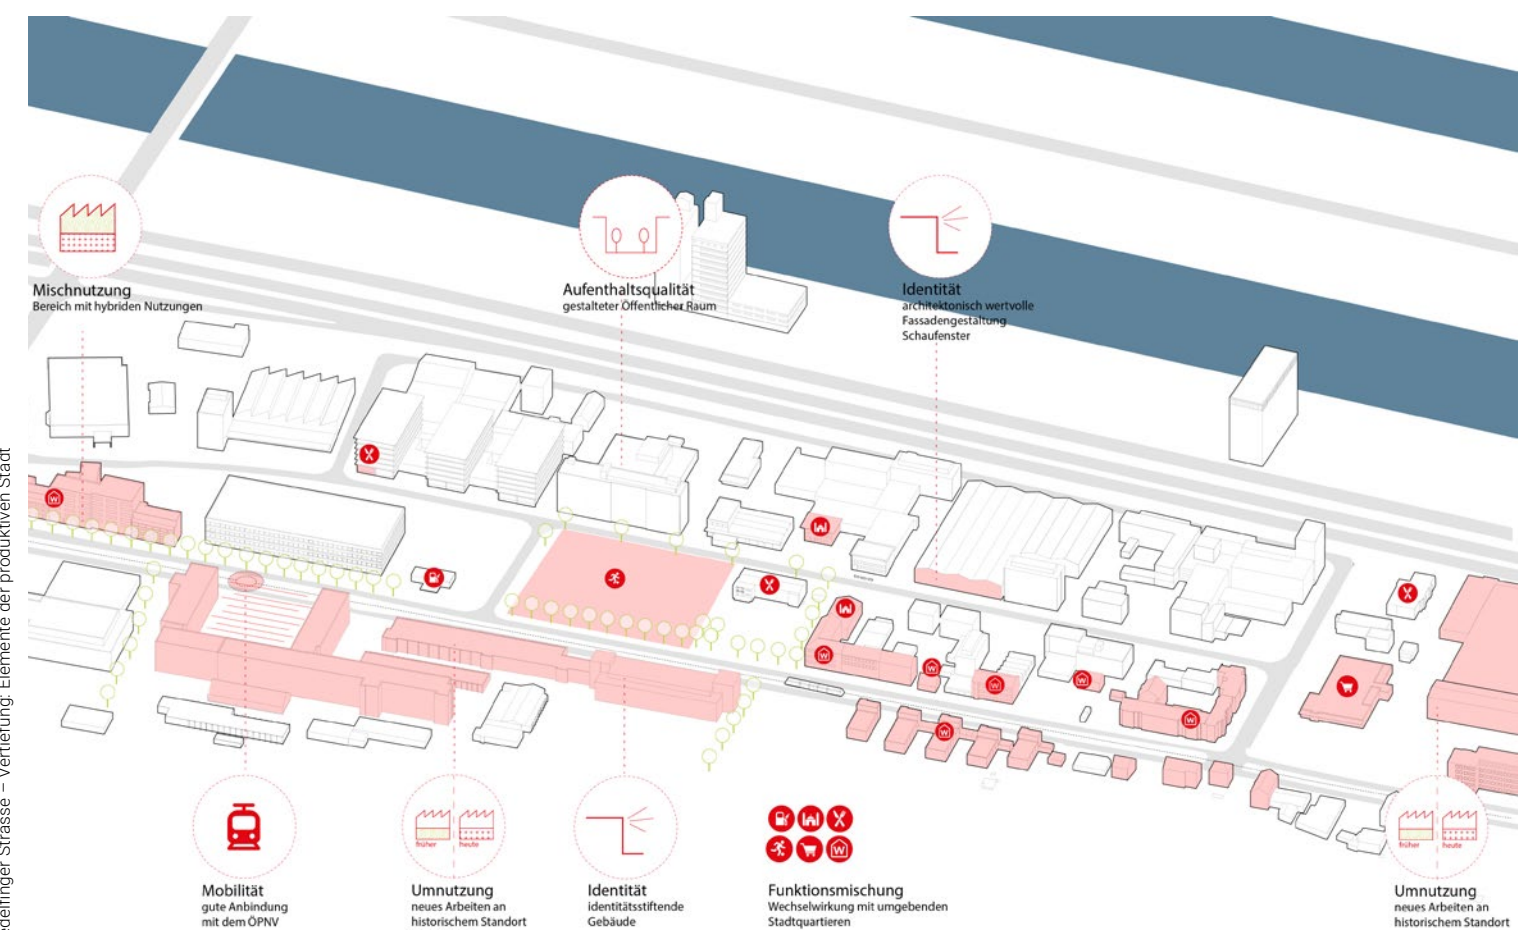 Mischnutzung
Bereich mit hybriden Nutzungen
Aufenthaltsqualität
gestalteter Öffentlicher Raum
Identität
architektonisch wertvolle
Fassadengestaltung
Schaufenster
edelfinger Strasse – Vertiefung: Elemente der produktiven Stadt
W
W
W
W
W
W
W
Mobilität
gute Anbindung
mit dem ÖPNV
früher
heute
Umnutzung
neues Arbeiten an
historischem Standort
Identität
identitätsstiftende
Gebäude
W
Funktionsmischung
Wechselwirkung mit umgebenden
Stadtquartieren
früher
heute
Umnutzung
neues Arbeiten an
historischem Standort